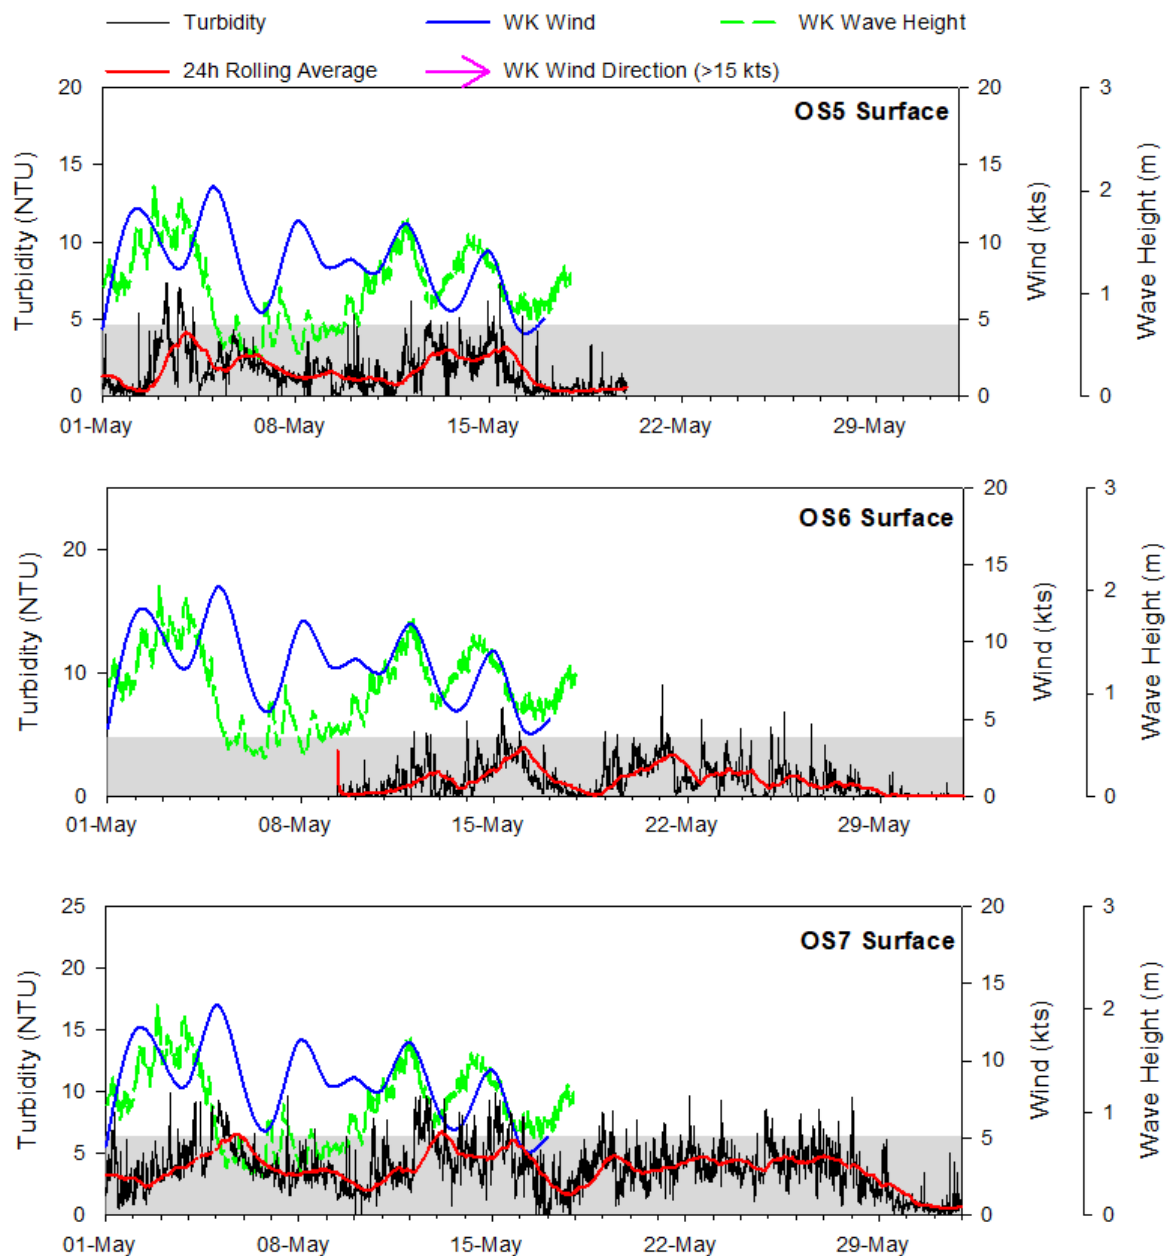 Turbidity WK Wind WK Wave Height
24h Rolling Average WK Wind Direction (>15 kts)
OS5 Surface
Turbidity (NTU)
20
15
10
5
0
Wind (kts)
20
15
10
5
0
Wave Height (m)
3
2
1
0
01-May 08-May 15-May 22-May 29-May
OS6 Surface
Turbidity (NTU)
20
10
0
Wind (kts)
20
15
10
5
0
Wave Height (m)
3
2
1
0
01-May 08-May 15-May 22-May 29-May
OS7 Surface
Turbidity (NTU)
25
20
15
10
5
0
Wind (kts)
20
15
10
5
0
Wave Height (m)
3
2
1
0
01-May 08-May 15-May 22-May 29-May